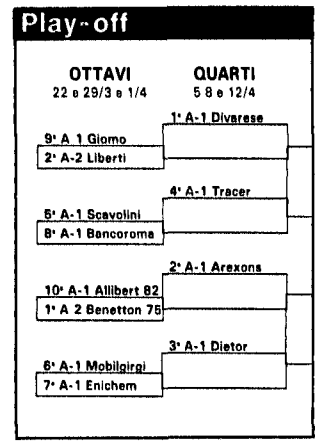 Play-off
OTTAVI QUARTI
22 e 29/3 e 1/4 5 8 e 12/4
1ª A-1 Divarese
9ª A 1 Giomo
2ª A-2 Liberti
4ª A-1 Tracer
5ª A-1 Scavolini
8ª A-1 Bancoroma
2ª A-1 Arexons
10ª A-1 Allibert 82
1ª A 2 Benetton 75
3ª A-1 Dietor
6ª A-1 Mobilgirgi
7ª A-1 Enichem